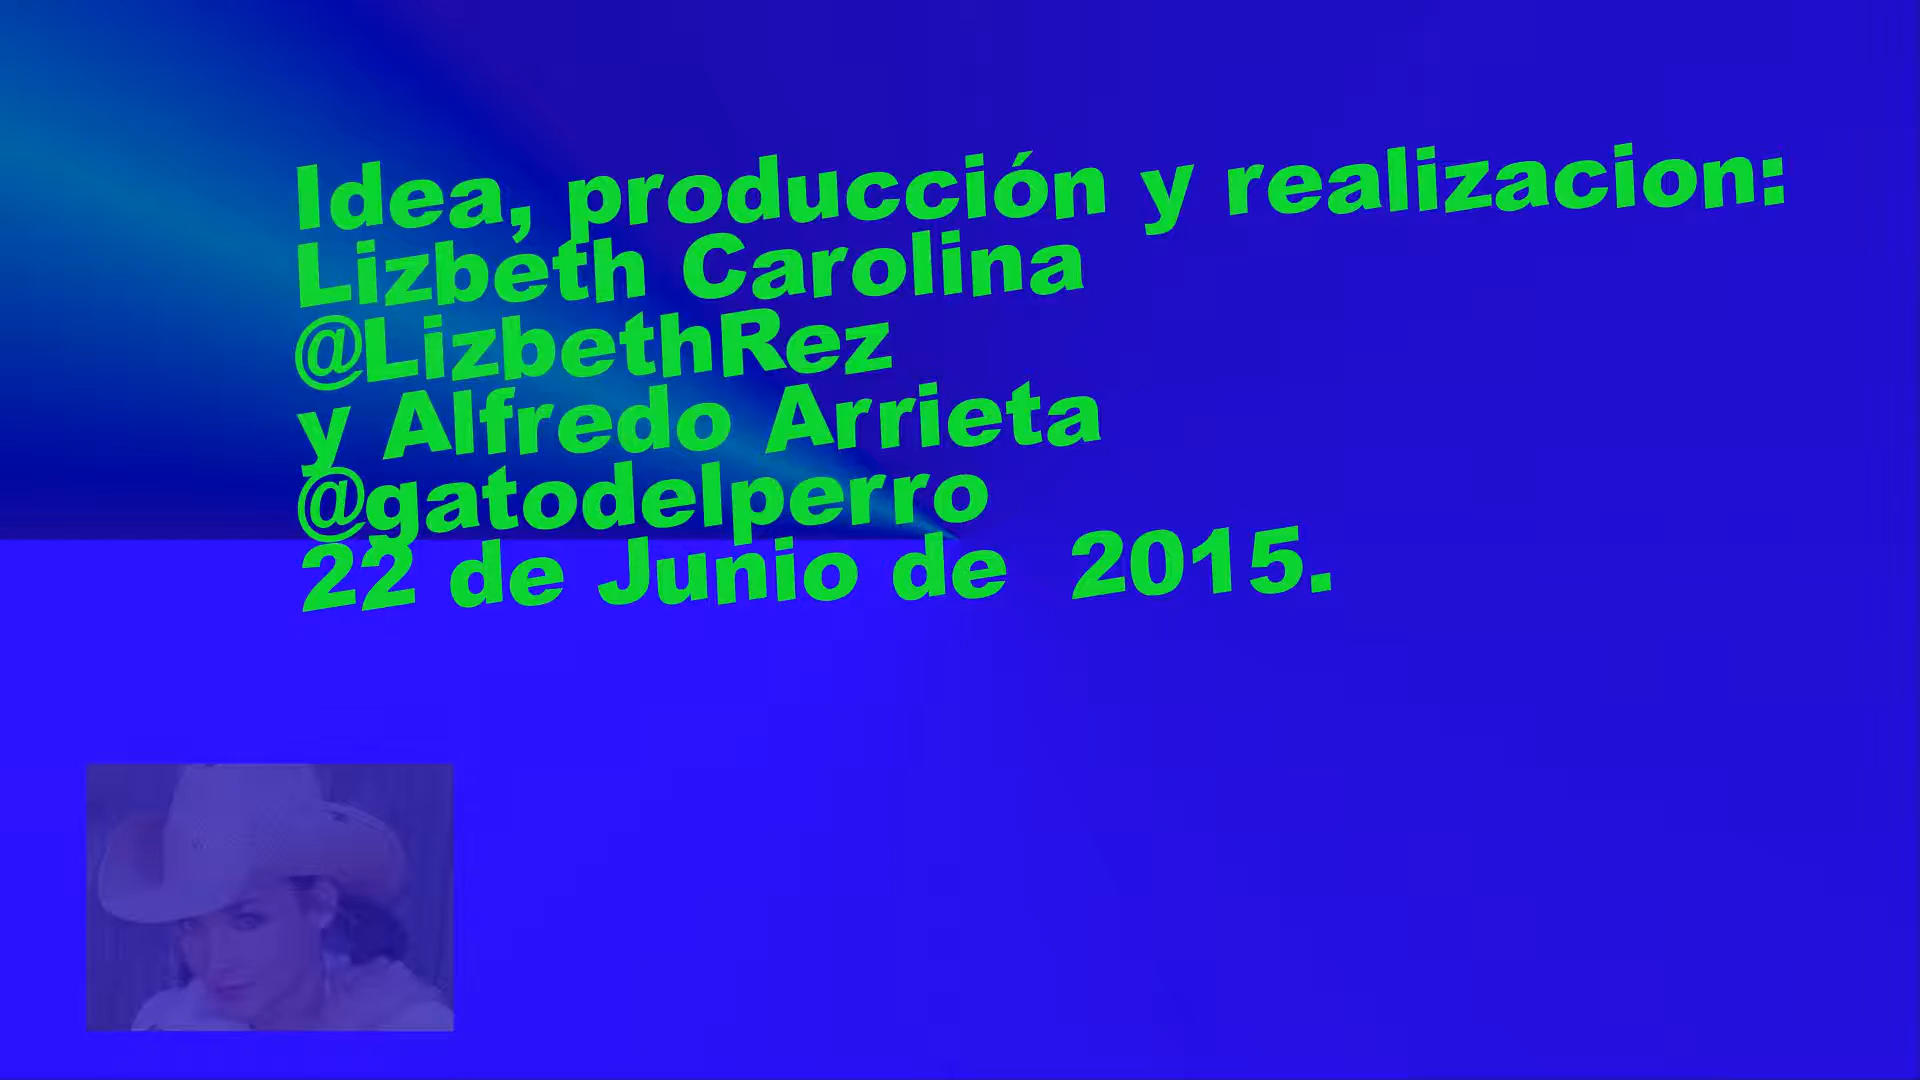 Idea, producción y realizacion:
Lizbeth Carolina
@LizbethRez
y Alfredo Arrieta
@gatodelperro
22 de Junio de  2015.